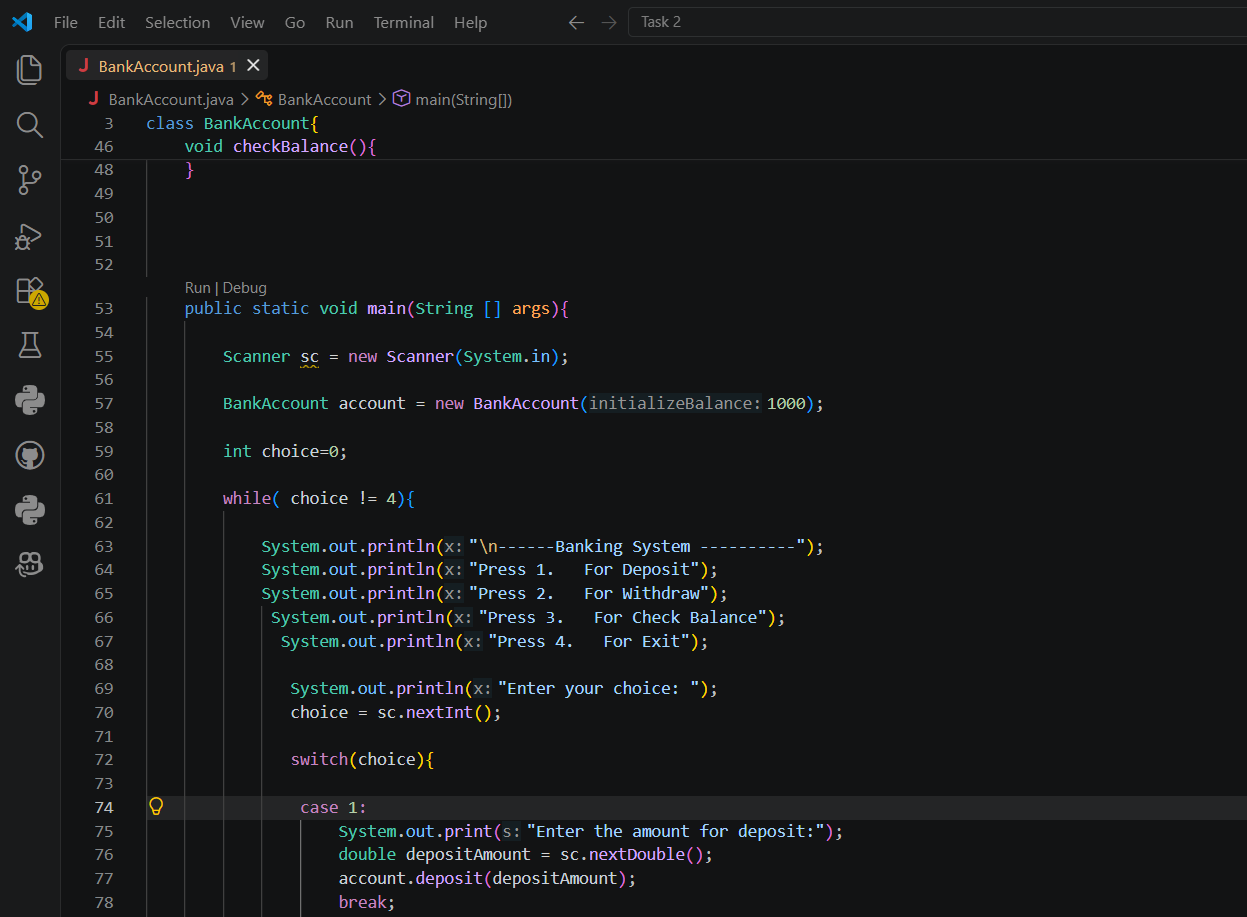 File Edit Selection View Go Run Terminal Help ← → Task 2
J BankAccount.java 1 ×
J BankAccount.java > BankAccount > main(String[])
3 class BankAccount{
46 void checkBalance(){
48 }
49
50
51
52
Run | Debug
53 public static void main(String [] args){
54
55 Scanner sc = new Scanner(System.in);
56
57 BankAccount account = new BankAccount(initializeBalance: 1000);
58
59 int choice=0;
60
61 while( choice != 4){
62
63 System.out.println(x: "\n------Banking System ----------");
64 System.out.println(x: "Press 1.   For Deposit");
65 System.out.println(x: "Press 2.   For Withdraw");
66 System.out.println(x: "Press 3.   For Check Balance");
67 System.out.println(x: "Press 4.   For Exit");
68
69 System.out.println(x: "Enter your choice: ");
70 choice = sc.nextInt();
71
72 switch(choice){
73
74 case 1:
75 System.out.print(s: "Enter the amount for deposit:");
76 double depositAmount = sc.nextDouble();
77 account.deposit(depositAmount);
78 break;